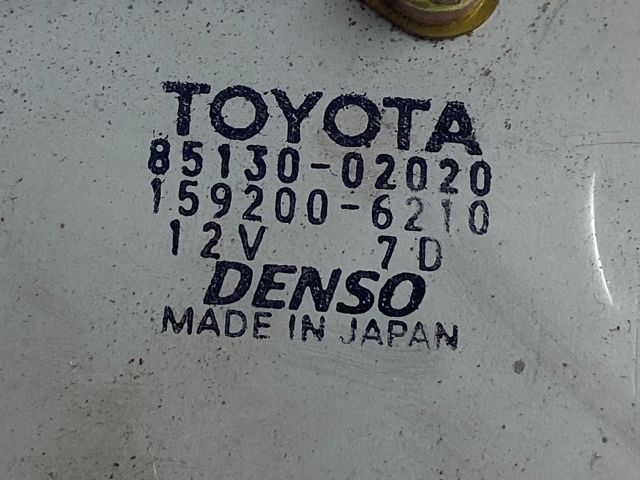 TOYOTA
85130-02020
159200-6210
12V 7D
DENSO
MADE IN JAPAN